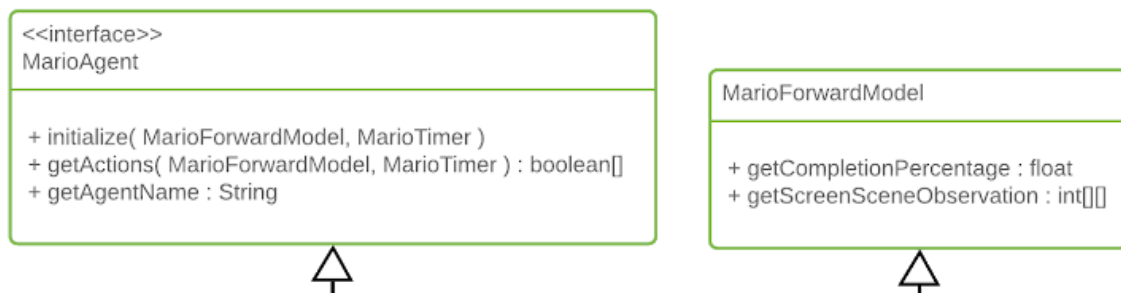 <<interface>>
MarioAgent
+ initialize( MarioForwardModel, MarioTimer )
+ getActions( MarioForwardModel, MarioTimer ) : boolean[]
+ getAgentName : String
MarioForwardModel
+ getCompletionPercentage : float
+ getScreenSceneObservation : int[][]